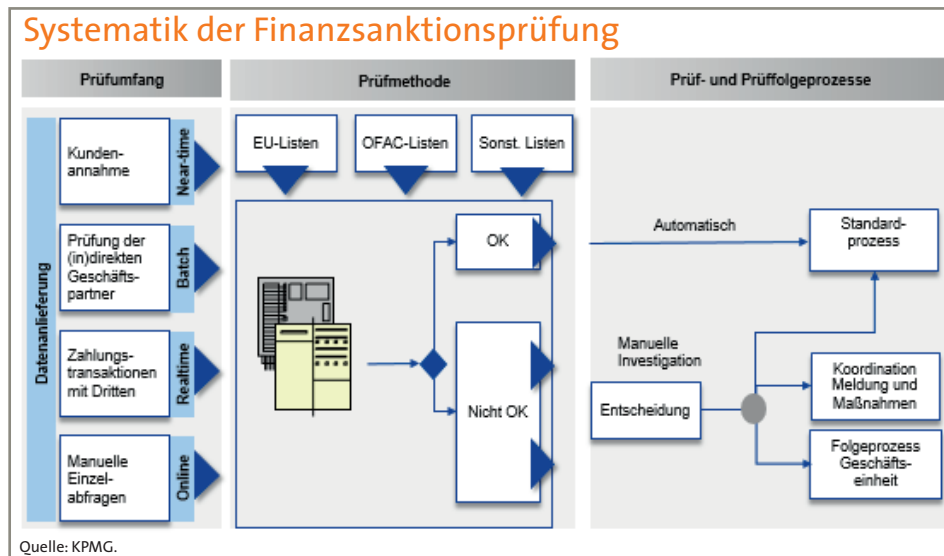 Systematik der Finanzsanktionsprüfung
Prüfumfang
Prüfmethode
Prüf- und Prüffolgeprozesse
Datenanlieferung
Kunden-
annahme
Near-time
Prüfung der
(in)direkten
Geschäfts-
partner
Batch
Zahlungs-
transaktionen
mit Dritten
Realtime
Manuelle
Einzel-
abfragen
Online
EU-Listen
OFAC-Listen
Sonst. Listen
OK
Nicht OK
Automatisch
Standard-
prozess
Manuelle
Investigation
Entscheidung
Koordination
Meldung und
Maßnahmen
Folgeprozess
Geschäfts-
einheit
Quelle: KPMG.